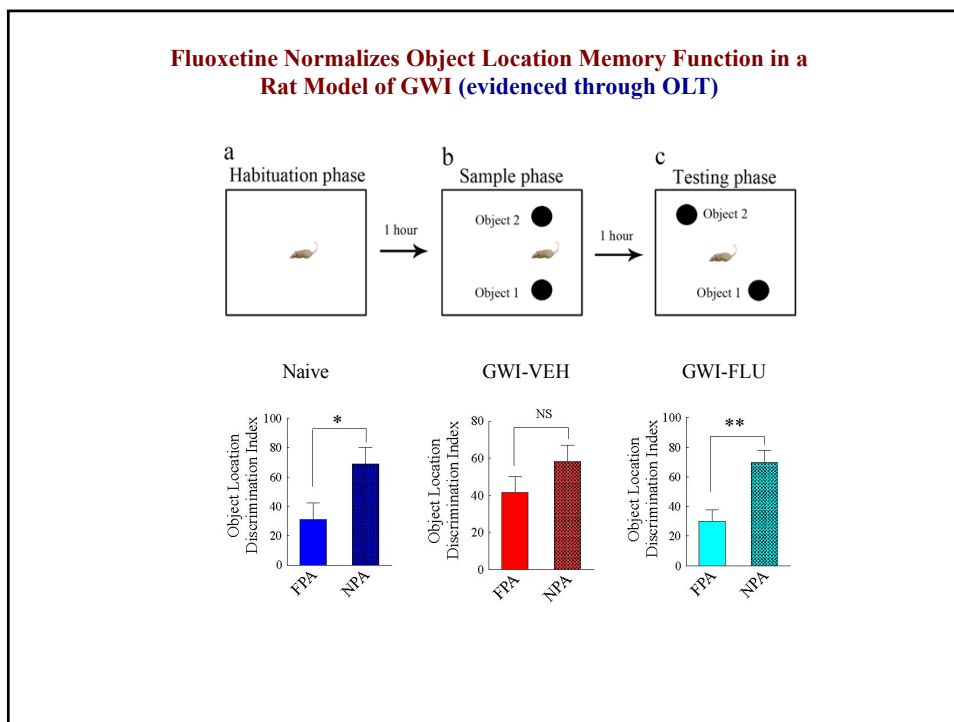 Fluoxetine Normalizes Object Location Memory Function in a
Rat Model of GWI (evidenced through OLT)
a
Habituation phase
1 hour
b
Sample phase
Object 2
Object 1
1 hour
c
Testing phase
Object 2
Object 1
Naive
Object Location
Discrimination Index
100
80
60
40
20
0
*
FPA
NPA
GWI-VEH
Object Location
Discrimination Index
80
60
40
20
0
NS
FPA
NPA
GWI-FLU
Object Location
Discrimination Index
100
80
60
40
20
0
**
FPA
NPA